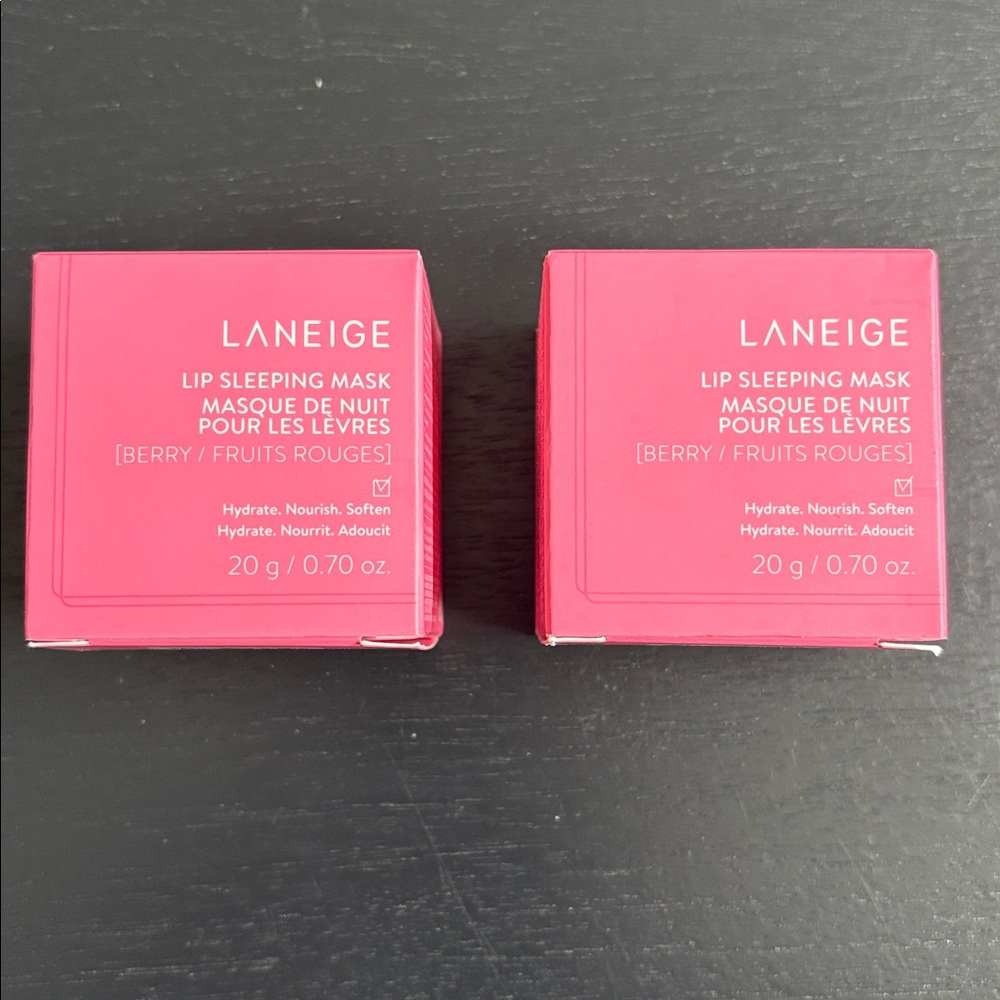 LANEIGE
LIP SLEEPING MASK
MASQUE DE NUIT
POUR LES LÈVRES
[BERRY / FRUITS ROUGES]
Hydrate. Nourish. Soften
Hydrate. Nourrit. Adoucit
20 g / 0.70 oz.
LANEIGE
LIP SLEEPING MASK
MASQUE DE NUIT
POUR LES LÈVRES
[BERRY / FRUITS ROUGES]
Hydrate. Nourish. Soften
Hydrate. Nourrit. Adoucit
20 g / 0.70 oz.